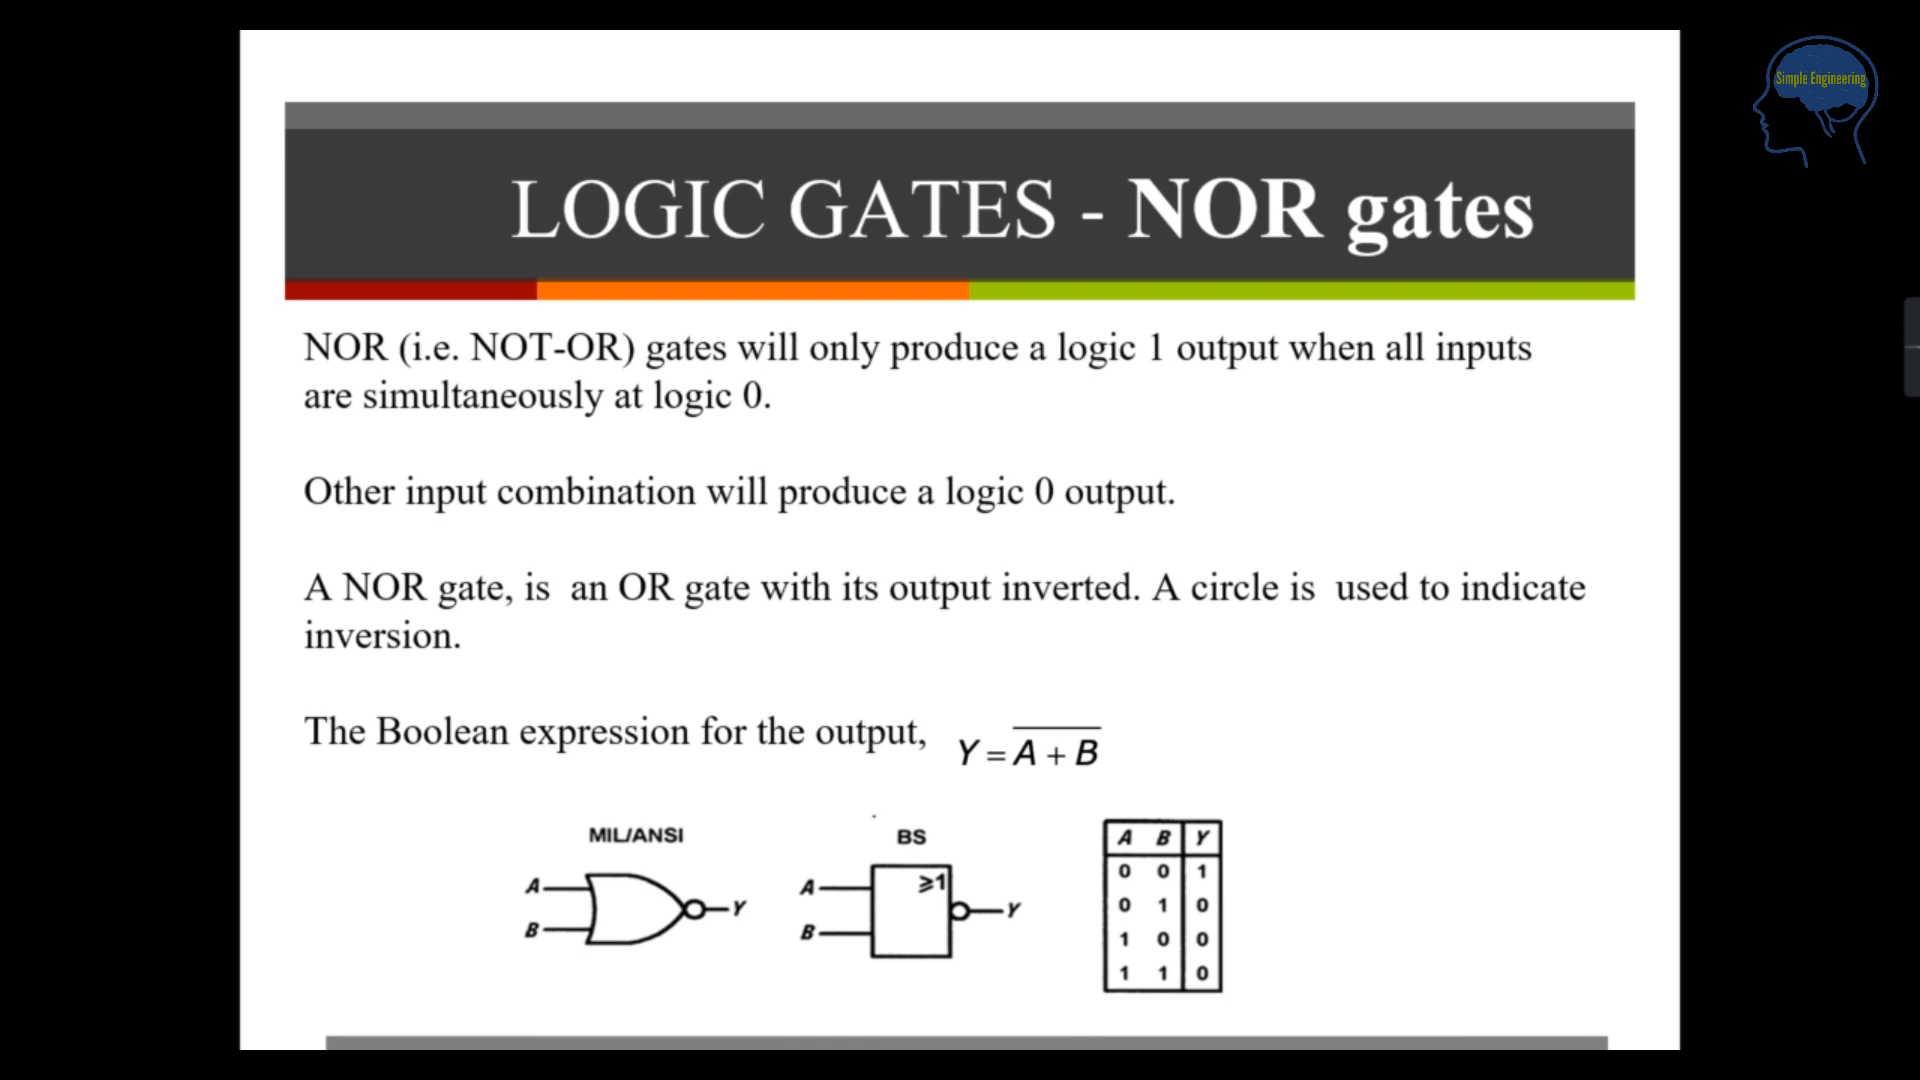 Simple Engineering
LOGIC GATES - NOR gates
NOR (i.e. NOT-OR) gates will only produce a logic 1 output when all inputs
are simultaneously at logic 0.
Other input combination will produce a logic 0 output.
A NOR gate, is an OR gate with its output inverted. A circle is used to indicate
inversion.
The Boolean expression for the output, Y = \overline{A + B}
MIL/ANSI
A
B
Y
BS
A
B
≥1
Y
A B Y
0 0 1
0 1 0
1 0 0
1 1 0